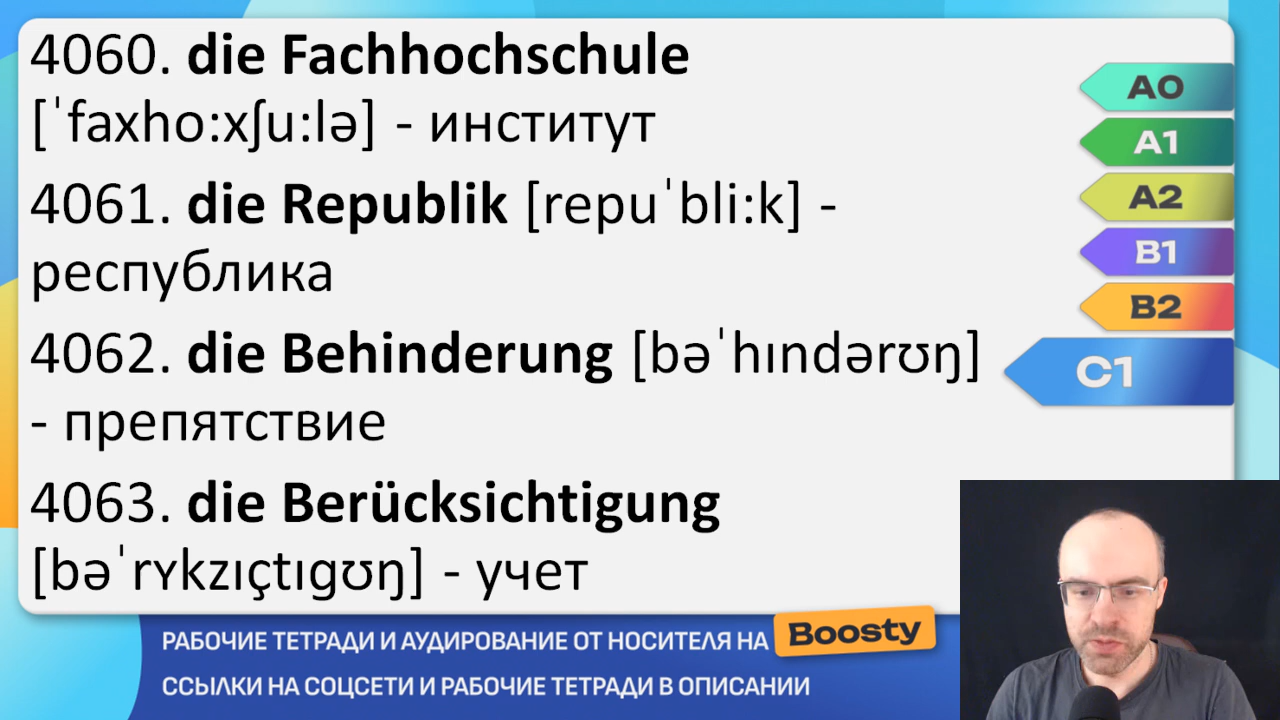 4060. die Fachhochschule
[ˈfaxho:xʃu:lə] - институт
4061. die Republik [repuˈbli:k] -
республика
4062. die Behinderung [bəˈhɪndərʊŋ]
- препятствие
4063. die Berücksichtigung
[bəˈrʏkzɪçtɪgʊŋ] - учет
A0
A1
A2
B1
B2
C1
РАБОЧИЕ ТЕТРАДИ И АУДИРОВАНИЕ ОТ НОСИТЕЛЯ НА Boosty
ССЫЛКИ НА СОЦСЕТИ И РАБОЧИЕ ТЕТРАДИ В ОПИСАНИИ